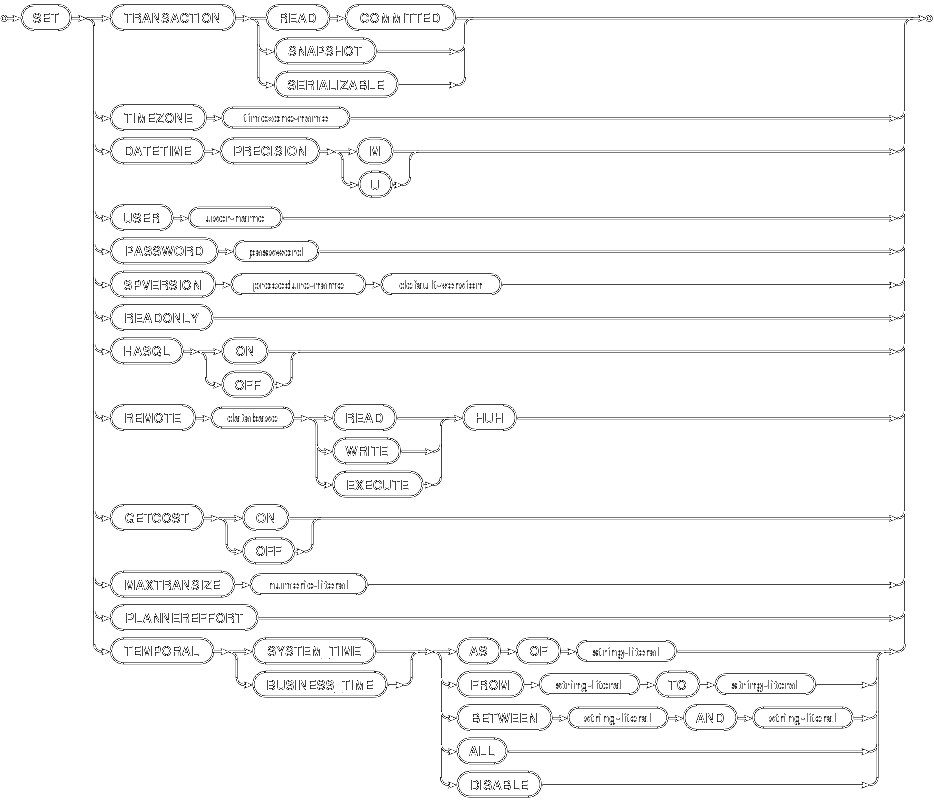 SET TRANSACTION READ COMMITTED
SNAPSHOT
SERIALIZABLE
TIMEZONE timezone-name
DATETIME PRECISION M
U
USER user-name
PASSWORD password
SPVERSION procedure-name default-version
READONLY
HASQL ON
OFF
REMOTE database READ HUH
WRITE
EXECUTE
GETCOST ON
OFF
MAXTRANSIZE numeric-literal
PLANNEREFFORT
TEMPORAL SYSTEM_TIME AS OF string-literal
BUSINESS_TIME FROM string-literal TO string-literal
BETWEEN string-literal AND string-literal
ALL
DISABLE